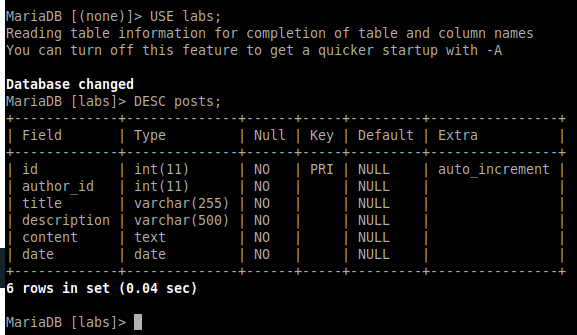 MariaDB [(none)]> USE labs;
Reading table information for completion of table and column names
You can turn off this feature to get a quicker startup with -A
Database changed
MariaDB [labs]> DESC posts;
+-------------+--------------+------+-----+---------+----------------+
| Field       | Type         | Null | Key | Default | Extra          |
+-------------+--------------+------+-----+---------+----------------+
| id          | int(11)      | NO   | PRI | NULL    | auto_increment |
| author_id   | int(11)      | NO   |     | NULL    |                |
| title       | varchar(255) | NO   |     | NULL    |                |
| description | varchar(500) | NO   |     | NULL    |                |
| content     | text         | NO   |     | NULL    |                |
| date        | date         | NO   |     | NULL    |                |
+-------------+--------------+------+-----+---------+----------------+
6 rows in set (0.04 sec)
MariaDB [labs]>